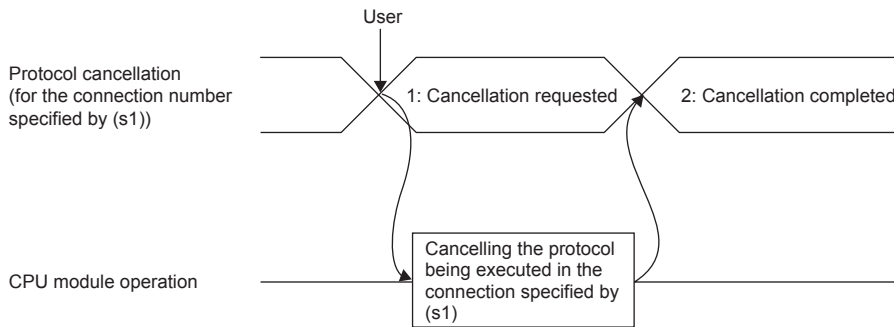 User
Protocol cancellation
(for the connection number
specified by (s1))
1: Cancellation requested
2: Cancellation completed
CPU module operation
Cancelling the protocol
being executed in the
connection specified by
(s1)